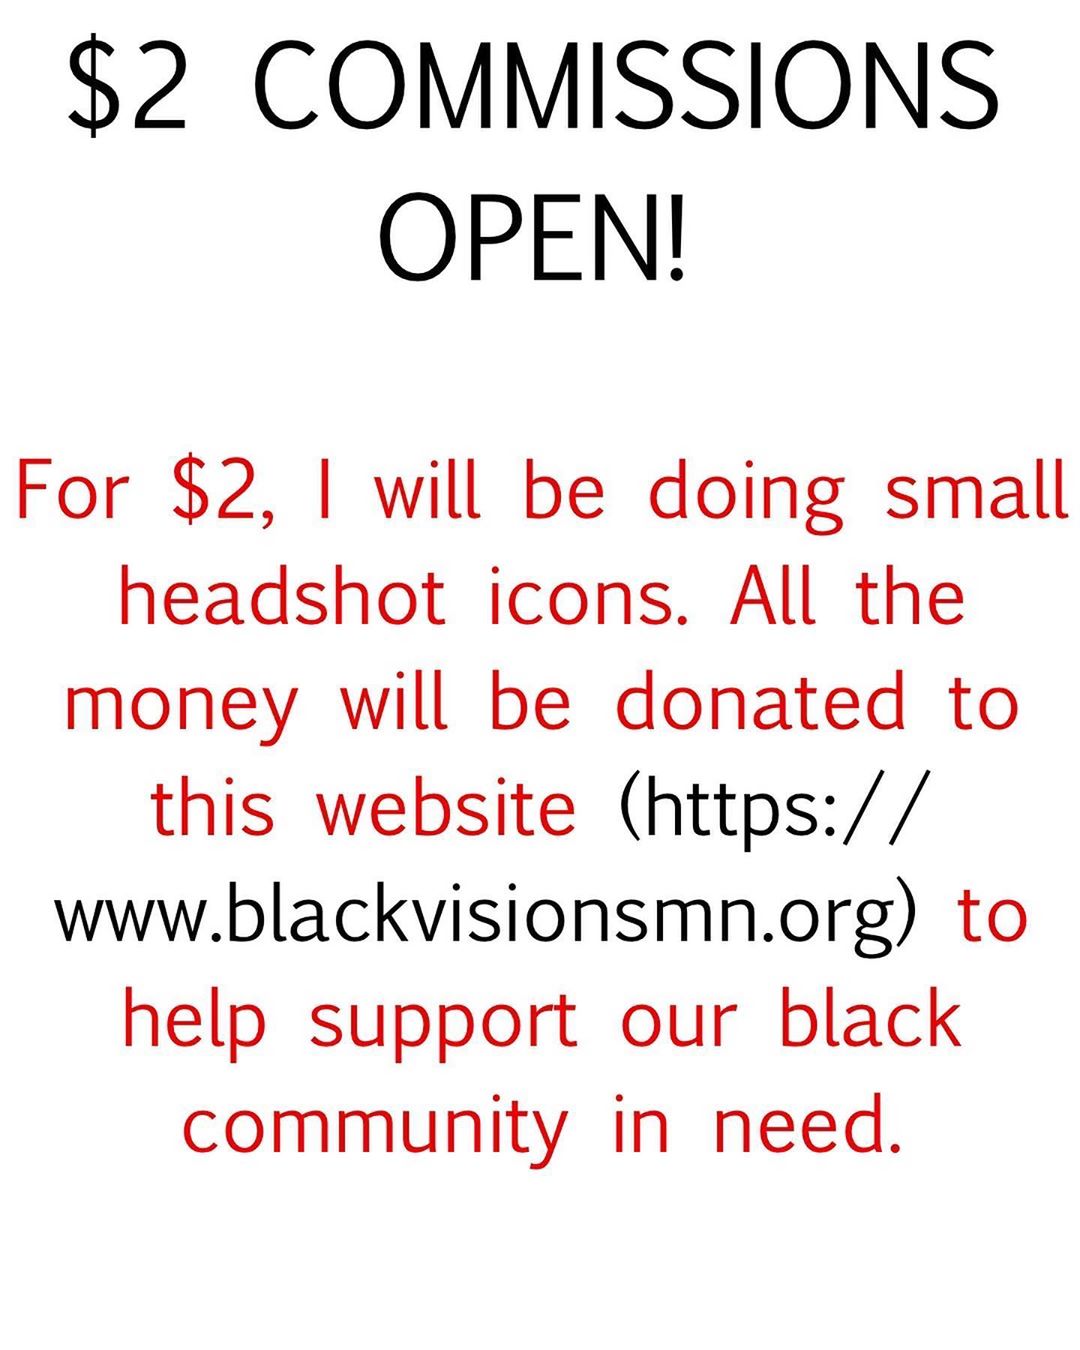 $2 COMMISSIONS
OPEN!
For $2, I will be doing small
headshot icons. All the
money will be donated to
this website (https://
www.blackvisionsmn.org) to
help support our black
community in need.